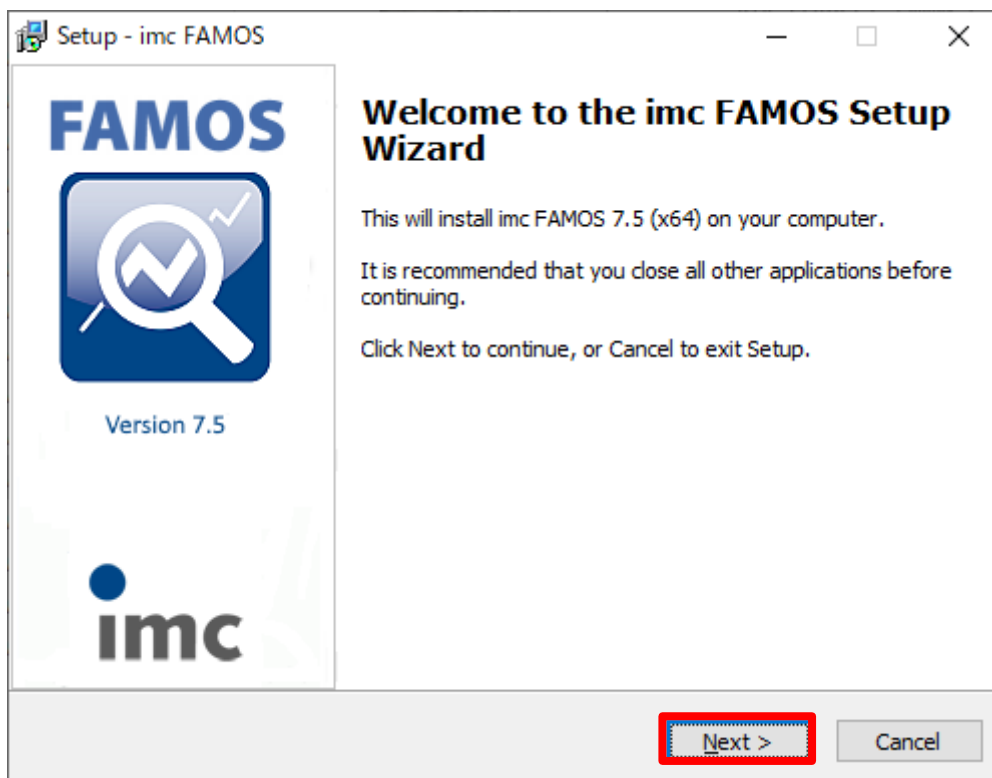 Setup - imc FAMOS
FAMOS
Version 7.5
imc
Welcome to the imc FAMOS Setup
Wizard
This will install imc FAMOS 7.5 (x64) on your computer.
It is recommended that you close all other applications before
continuing.
Click Next to continue, or Cancel to exit Setup.
Next >
Cancel